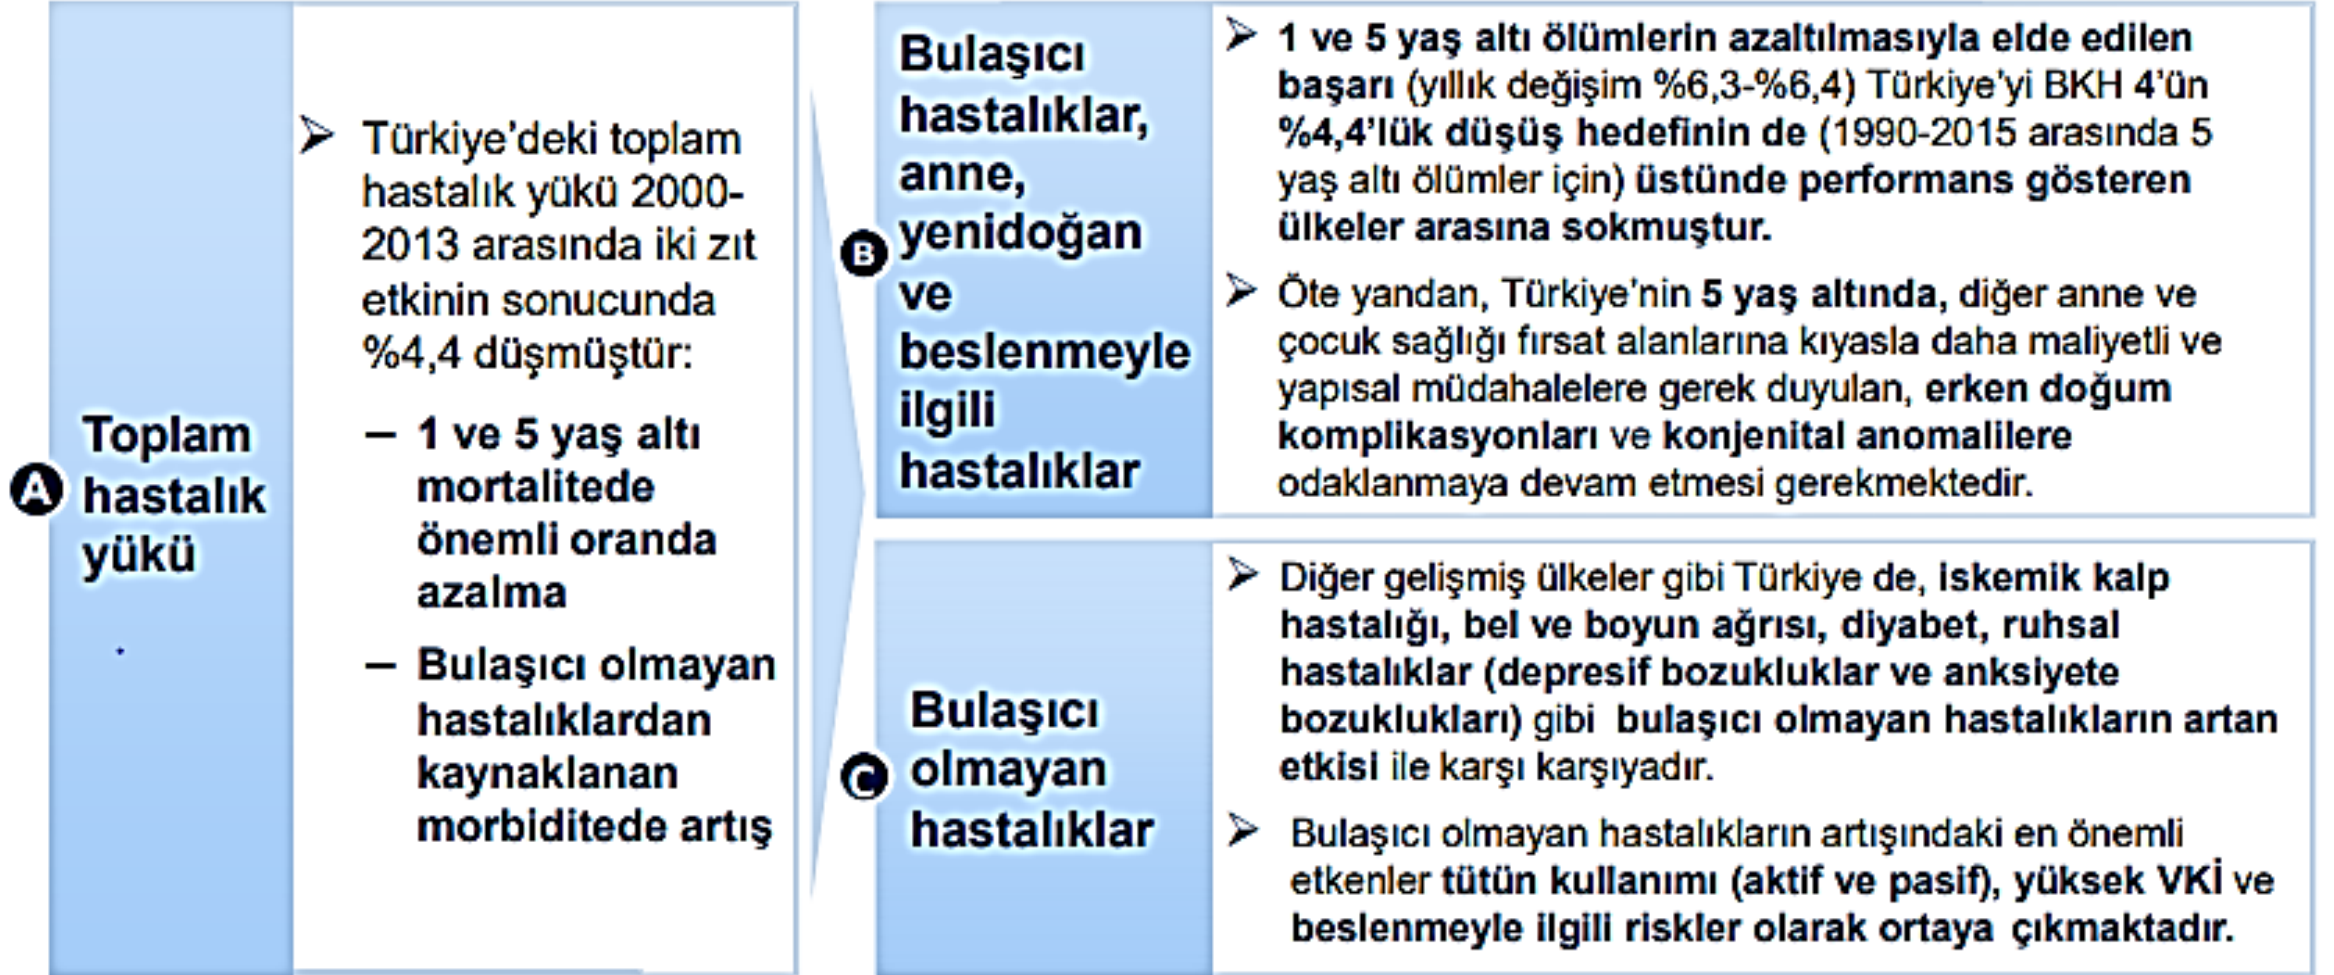 A
Toplam
hastalık
yükü
➢ Türkiye'deki toplam
hastalık yükü 2000-
2013 arasında iki zıt
etkinin sonucunda
%4,4 düşmüştür:
– 1 ve 5 yaş altı
mortalitede
önemli oranda
azalma
– Bulaşıcı olmayan
hastalıklardan
kaynaklanan
morbiditede artış
B
Bulaşıcı
hastalıklar,
anne,
yenidoğan
ve
beslenmeyle
ilgili
hastalıklar
➢ 1 ve 5 yaş altı ölümlerin azaltılmasıyla elde edilen
başarı (yıllık değişim %6,3-%6,4) Türkiye'yi BKH 4'ün
%4,4'lük düşüş hedefinin de (1990-2015 arasında 5
yaş altı ölümler için) üstünde performans gösteren
ülkeler arasına sokmuştur.
➢ Öte yandan, Türkiye'nin 5 yaş altında, diğer anne ve
çocuk sağlığı fırsat alanlarına kıyasla daha maliyetli ve
yapısal müdahalelere gerek duyulan, erken doğum
komplikasyonları ve konjenital anomalilere
odaklanmaya devam etmesi gerekmektedir.
C
Bulaşıcı
olmayan
hastalıklar
➢ Diğer gelişmiş ülkeler gibi Türkiye de, iskemik kalp
hastalığı, bel ve boyun ağrısı, diyabet, ruhsal
hastalıklar (depresif bozukluklar ve anksiyete
bozuklukları) gibi bulaşıcı olmayan hastalıkların artan
etkisi ile karşı karşıyadır.
➢ Bulaşıcı olmayan hastalıkların artışındaki en önemli
etkenler tütün kullanımı (aktif ve pasif), yüksek VKİ ve
beslenmeyle ilgili riskler olarak ortaya çıkmaktadır.